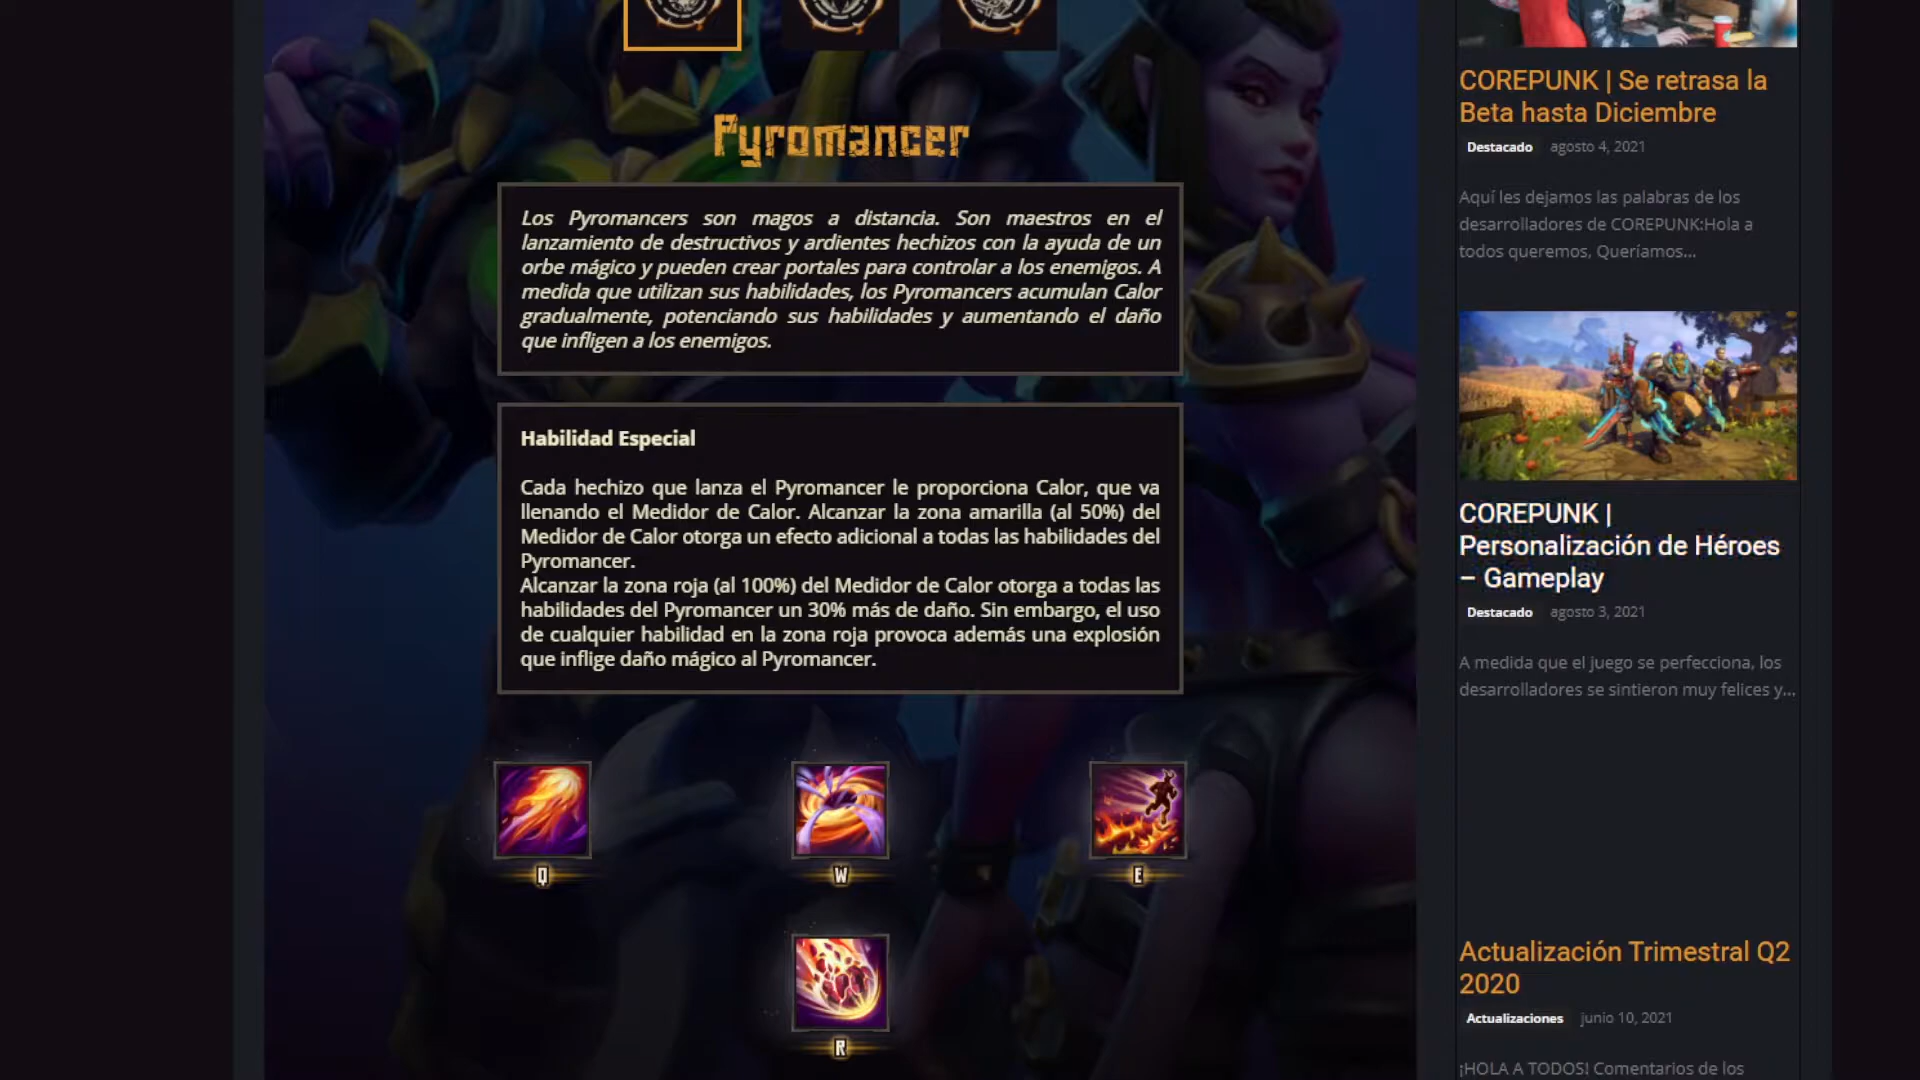 Pyromancer
Los Pyromancers son magos a distancia. Son maestros en el
lanzamiento de destructivos y ardientes hechizos con la ayuda de un
orbe mágico y pueden crear portales para controlar a los enemigos. A
medida que utilizan sus habilidades, los Pyromancers acumulan Calor
gradualmente, potenciando sus habilidades y aumentando el daño
que infligen a los enemigos.
Habilidad Especial
Cada hechizo que lanza el Pyromancer le proporciona Calor, que va
llenando el Medidor de Calor. Alcanzar la zona amarilla (al 50%) del
Medidor de Calor otorga un efecto adicional a todas las habilidades del
Pyromancer.
Alcanzar la zona roja (al 100%) del Medidor de Calor otorga a todas las
habilidades del Pyromancer un 30% más de daño. Sin embargo, el uso
de cualquier habilidad en la zona roja provoca además una explosión
que inflige daño mágico al Pyromancer.
Q
W
E
R
COREPUNK | Se retrasa la
Beta hasta Diciembre
Destacado agosto 4, 2021
Aquí les dejamos las palabras de los
desarrolladores de COREPUNK:Hola a
todos queremos, Queríamos...
COREPUNK |
Personalización de Héroes
– Gameplay
Destacado agosto 3, 2021
A medida que el juego se perfecciona, los
desarrolladores se sintieron muy felices y...
Actualización Trimestral Q2
2020
Actualizaciones junio 10, 2021
¡HOLA A TODOS! Comentarios de los